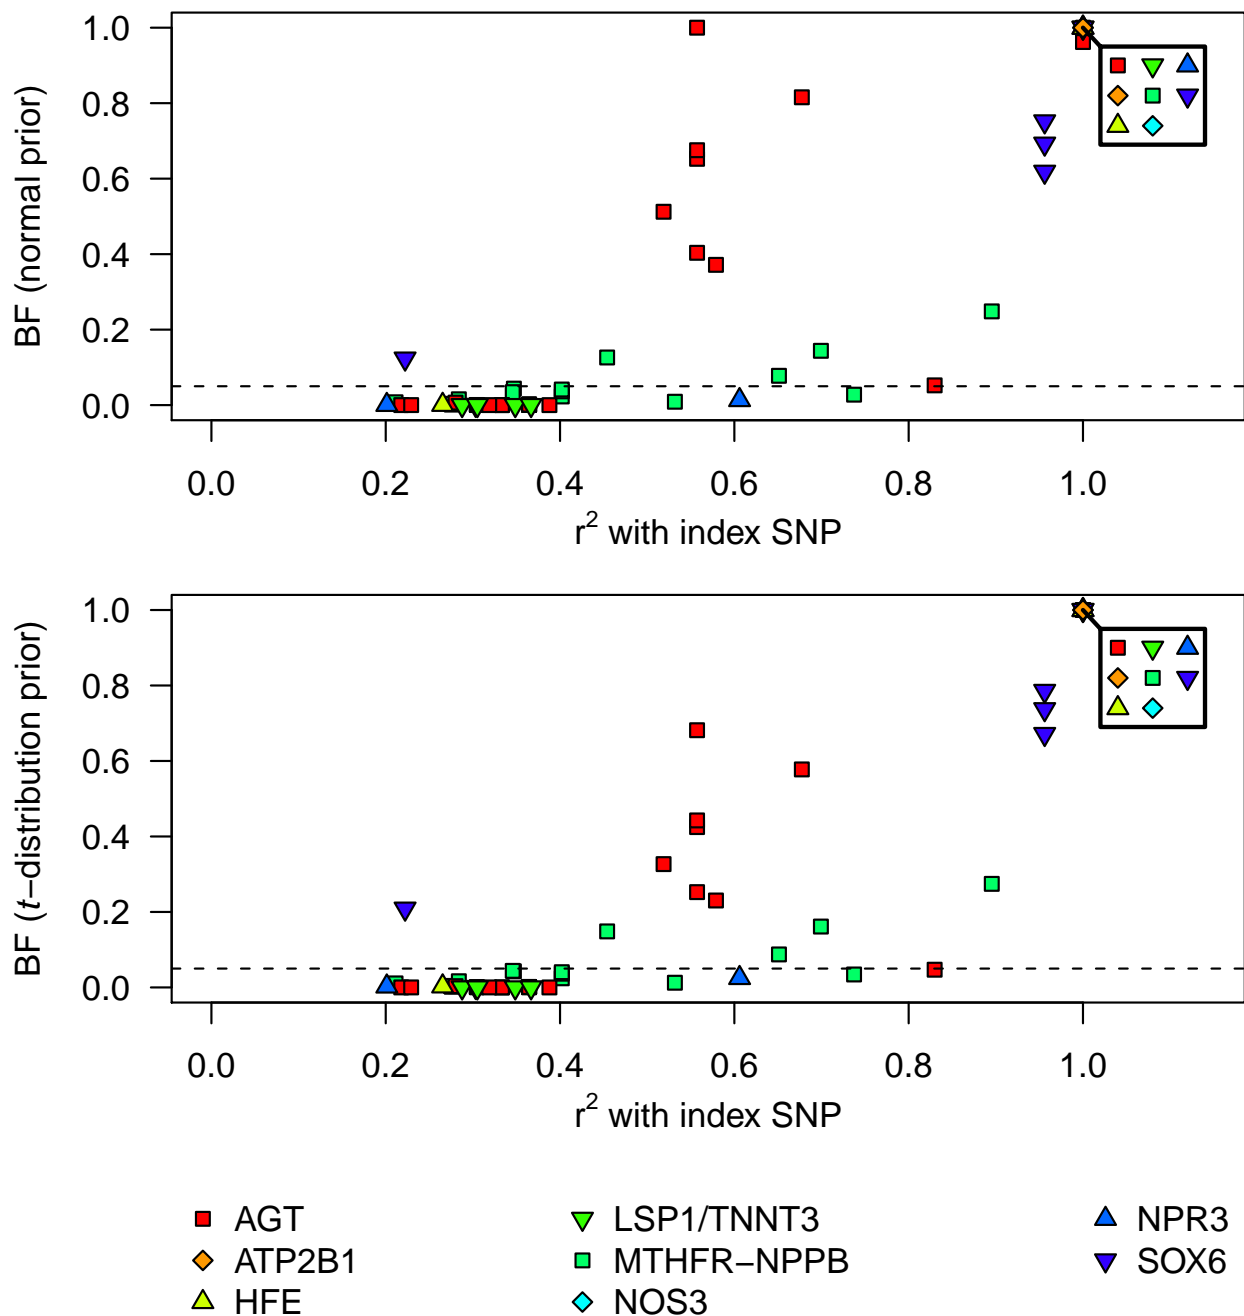 1.0
0.8
0.6
0.4
0.2
0.0
BF (normal prior)
0.0 0.2 0.4 0.6 0.8 1.0
r² with index SNP
1.0
0.8
0.6
0.4
0.2
0.0
BF (t−distribution prior)
0.0 0.2 0.4 0.6 0.8 1.0
r² with index SNP
AGT LSP1/TNNT3 NPR3
ATP2B1 MTHFR−NPPB SOX6
HFE NOS3